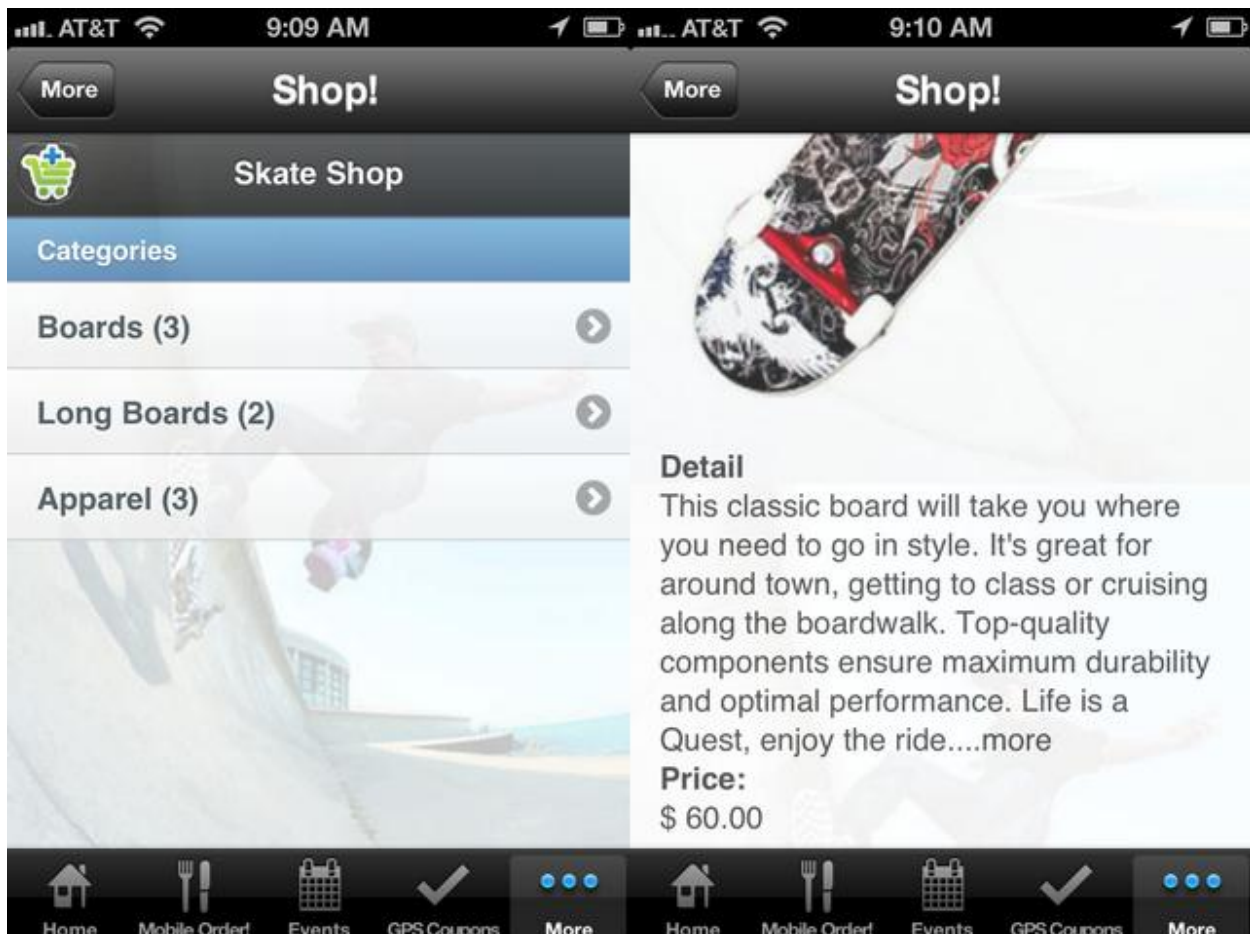 AT&T 9:09 AM
More Shop!
Skate Shop
Categories
Boards (3)
Long Boards (2)
Apparel (3)
Home Mobile Order! Events GPS Coupons More
AT&T 9:10 AM
More Shop!
Detail
This classic board will take you where
you need to go in style. It's great for
around town, getting to class or cruising
along the boardwalk. Top-quality
components ensure maximum durability
and optimal performance. Life is a
Quest, enjoy the ride....more
Price:
$ 60.00
Home Mobile Order! Events GPS Coupons More